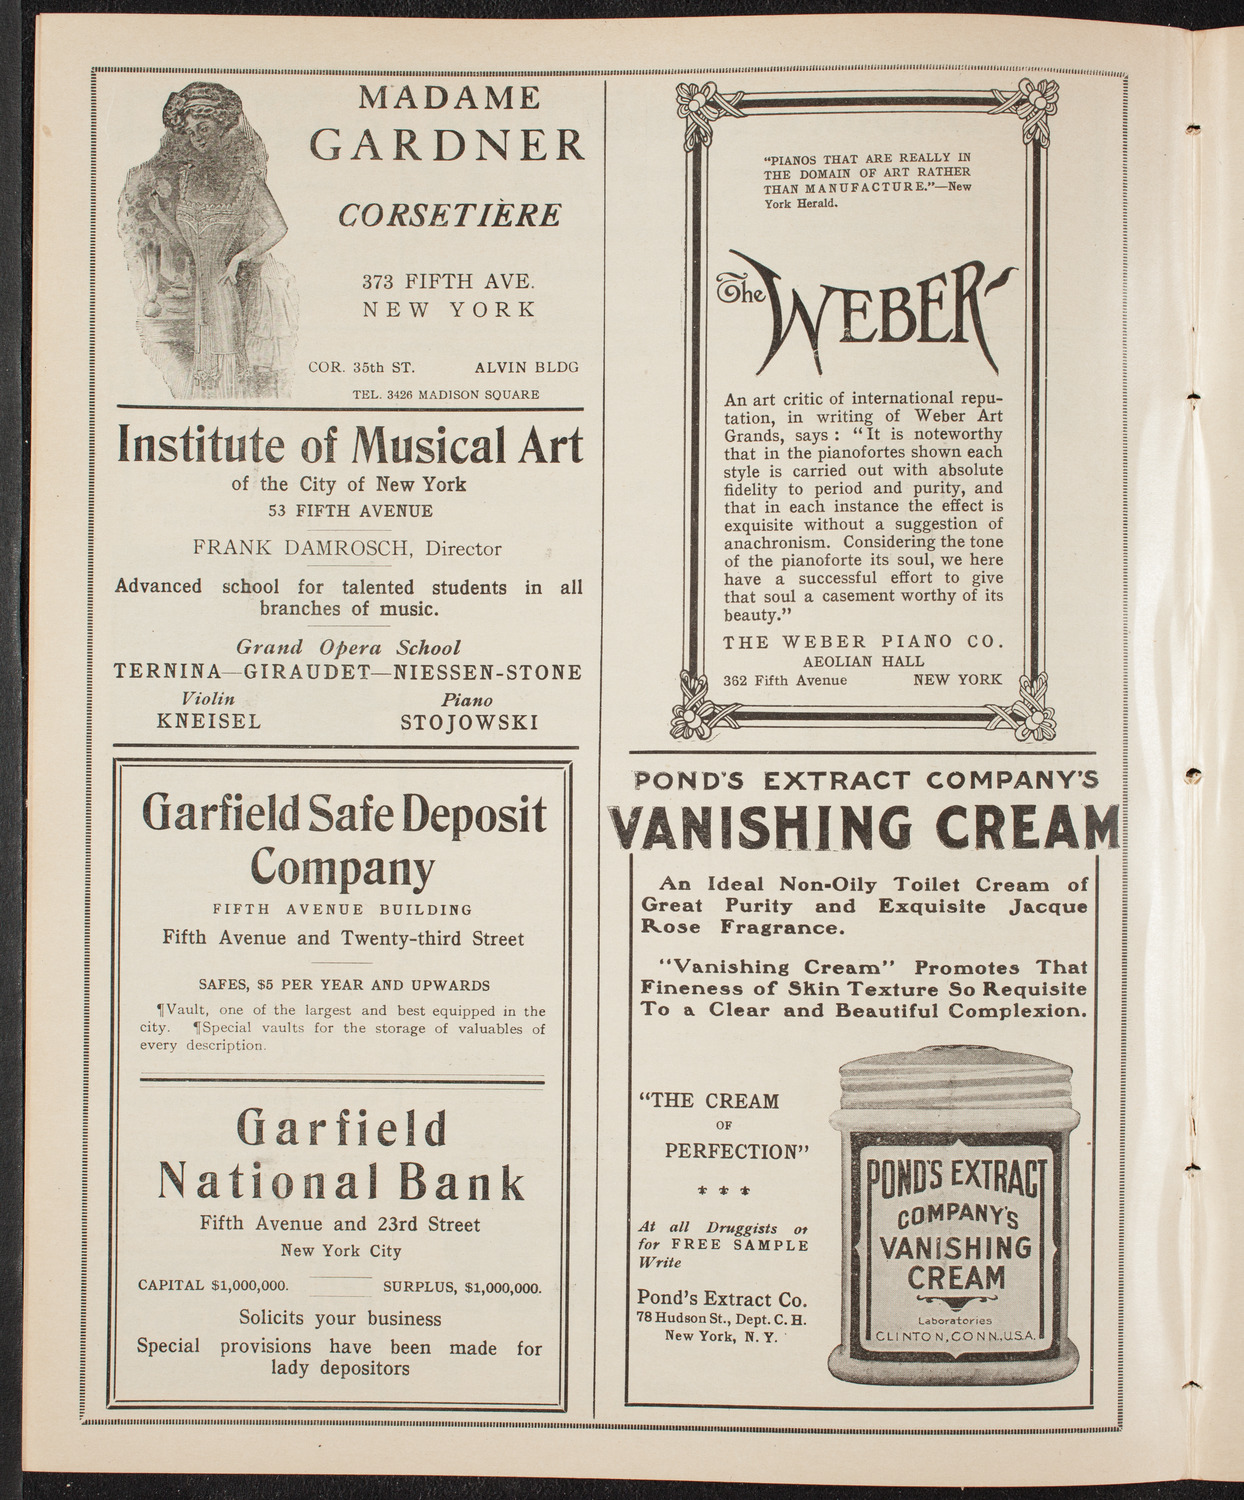 MADAME
GARDNER
CORSETIÈRE
373 FIFTH AVE.
NEW YORK
COR. 35th ST. ALVIN BLDG
TEL. 3426 MADISON SQUARE
Institute of Musical Art
of the City of New York
53 FIFTH AVENUE
FRANK DAMROSCH, Director
Advanced school for talented students in all
branches of music.
Grand Opera School
TERNINA—GIRAUDET—NIESSEN-STONE
Violin Piano
KNEISEL STOJOWSKI
Garfield Safe Deposit
Company
FIFTH AVENUE BUILDING
Fifth Avenue and Twenty-third Street
SAFES, $5 PER YEAR AND UPWARDS
¶Vault, one of the largest and best equipped in the
city. ¶Special vaults for the storage of valuables of
every description.
Garfield
National Bank
Fifth Avenue and 23rd Street
New York City
CAPITAL $1,000,000. SURPLUS, $1,000,000.
Solicits your business
Special provisions have been made for
lady depositors
"PIANOS THAT ARE REALLY IN
THE DOMAIN OF ART RATHER
THAN MANUFACTURE."—New
York Herald.
The WEBER
An art critic of international repu-
tation, in writing of Weber Art
Grands, says: "It is noteworthy
that in the pianofortes shown each
style is carried out with absolute
fidelity to period and purity, and
that in each instance the effect is
exquisite without a suggestion of
anachronism. Considering the tone
of the pianoforte its soul, we here
have a successful effort to give
that soul a casement worthy of its
beauty."
THE WEBER PIANO CO.
AEOLIAN HALL
362 Fifth Avenue NEW YORK
POND'S EXTRACT COMPANY'S
VANISHING CREAM
An Ideal Non-Oily Toilet Cream of
Great Purity and Exquisite Jacque
Rose Fragrance.
"Vanishing Cream" Promotes That
Fineness of Skin Texture So Requisite
To a Clear and Beautiful Complexion.
"THE CREAM
OF
PERFECTION"
* * *
At all Druggists or
for FREE SAMPLE
Write
Pond's Extract Co.
78 Hudson St., Dept. C. H.
New York, N. Y.
POND'S EXTRACT
COMPANY'S
VANISHING
CREAM
Laboratories
CLINTON, CONN., U.S.A.